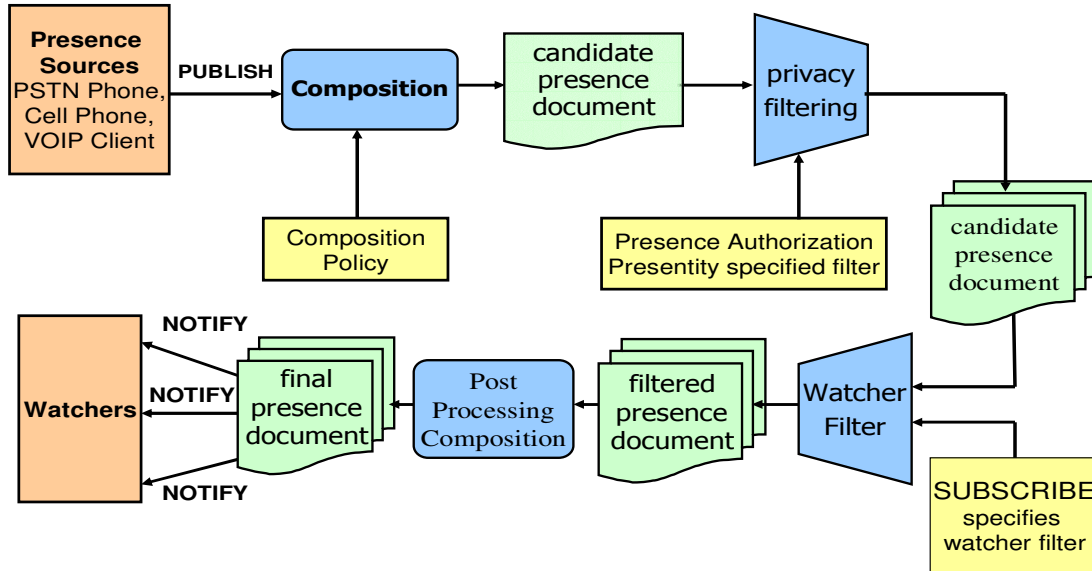 Presence
Sources
PSTN Phone,
Cell Phone,
VOIP Client
PUBLISH
Composition
candidate
presence
document
privacy
filtering
Composition
Policy
Presence Authorization
Presentity specified filter
candidate
presence
document
Watchers
NOTIFY
NOTIFY
NOTIFY
final
presence
document
Post
Processing
Composition
filtered
presence
document
Watcher
Filter
SUBSCRIBE
specifies
watcher filter